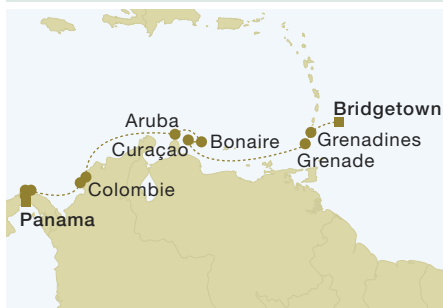 Bridgetown
Aruba
Grenadines
Curaçao
Bonaire
Grenade
Colombie
Panama